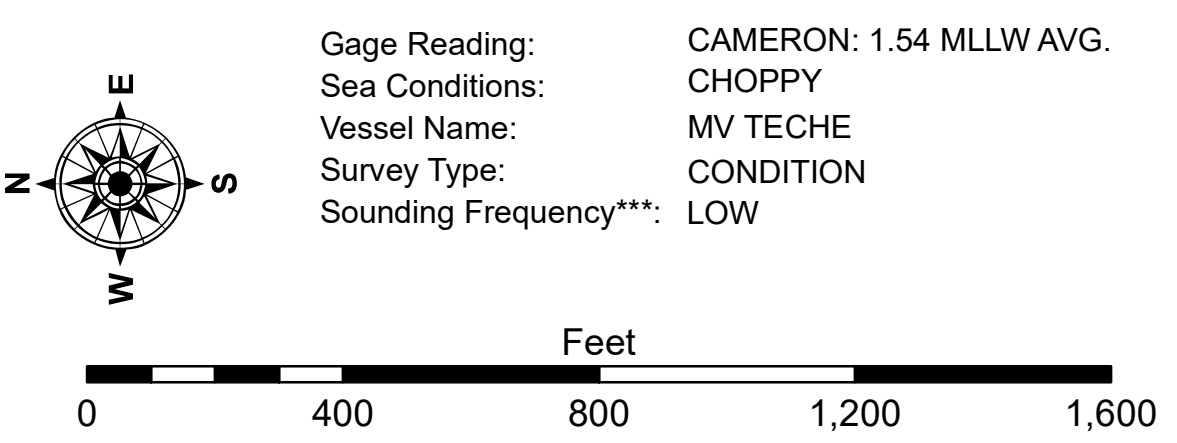 Gage Reading: CAMERON: 1.54 MLLW AVG.
Sea Conditions: CHOPPY
Vessel Name: MV TECHE
Survey Type: CONDITION
Sounding Frequency***: LOW
E
N
S
W
Feet
0 400 800 1,200 1,600